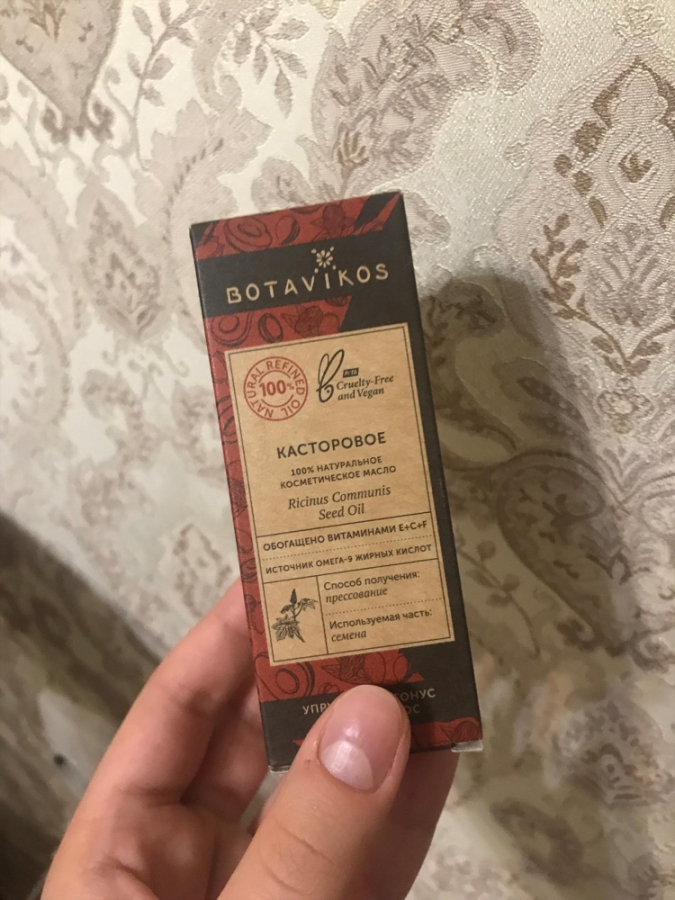 BOTAVIKOS
NATURAL REFINED OIL
100%
Cruelty-Free
and Vegan
КАСТОРОВОЕ
100% НАТУРАЛЬНОЕ
КОСМЕТИЧЕСКОЕ МАСЛО
Ricinus Communis
Seed Oil
ОБОГАЩЕНО ВИТАМИНАМИ E+C+F
ИСТОЧНИК ОМЕГА-9 ЖИРНЫХ КИСЛОТ
Способ получения:
прессование
Используемая часть:
семена